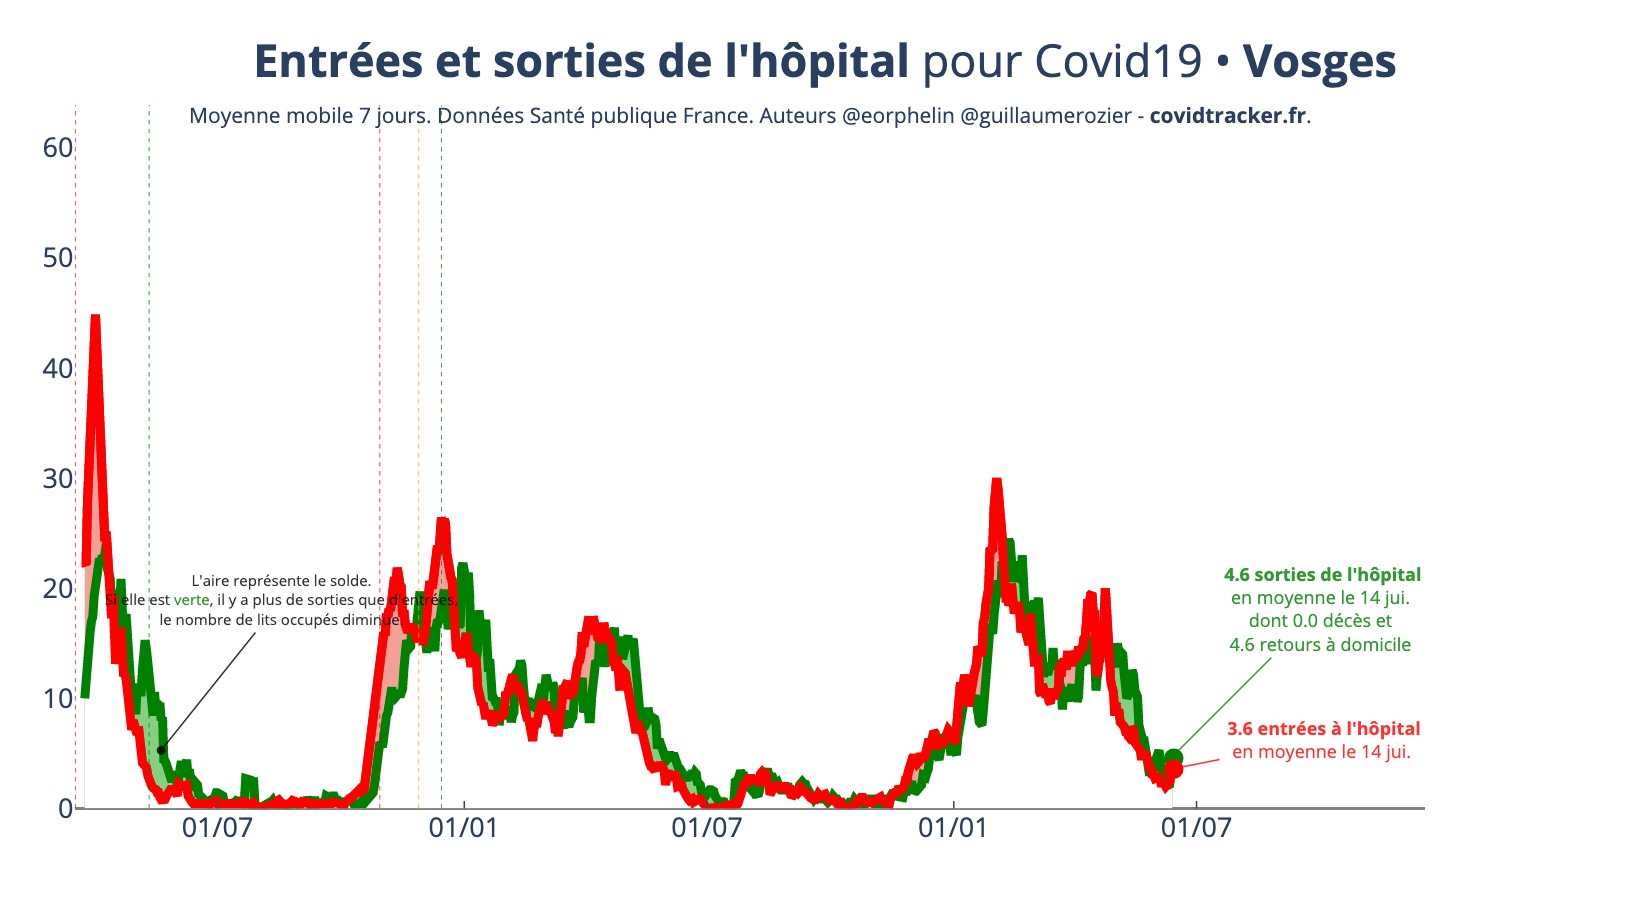 Entrées et sorties de l'hôpital pour Covid19 • Vosges
Moyenne mobile 7 jours. Données Santé publique France. Auteurs @eorphelin @guillaumerozier - covidtracker.fr.
60
50
40
30
20
10
0
L'aire représente le solde.
Si elle est verte, il y a plus de sorties que d'entrées,
le nombre de lits occupés diminue.
4.6 sorties de l'hôpital
en moyenne le 14 jui.
dont 0.0 décès et
4.6 retours à domicile
3.6 entrées à l'hôpital
en moyenne le 14 jui.
01/07
01/01
01/07
01/01
01/07